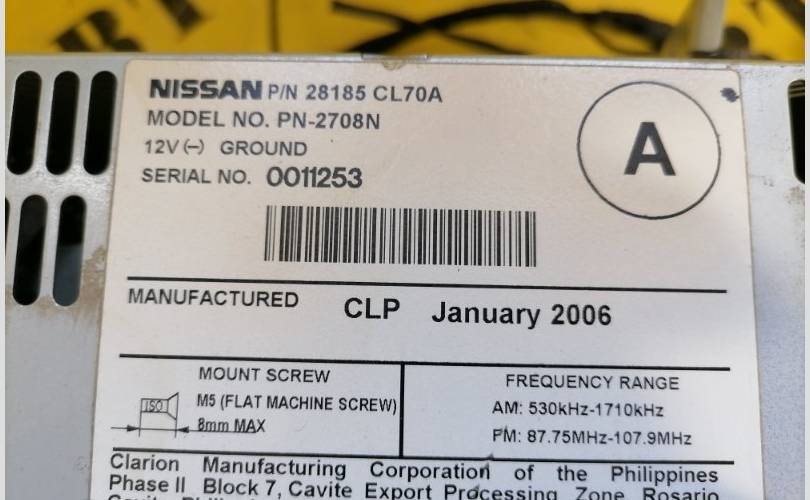 NISSAN P/N 28185 CL70A
MODEL NO. PN-2708N
12V(-) GROUND
SERIAL NO. 0011253
A
MANUFACTURED CLP January 2006
MOUNT SCREW
ISO
M5 (FLAT MACHINE SCREW)
8mm MAX
FREQUENCY RANGE
AM: 530kHz-1710kHz
FM: 87.75MHz-107.9MHz
Clarion Manufacturing Corporation of the Philippines
Phase II Block 7, Cavite Export Processing Zone Rosario